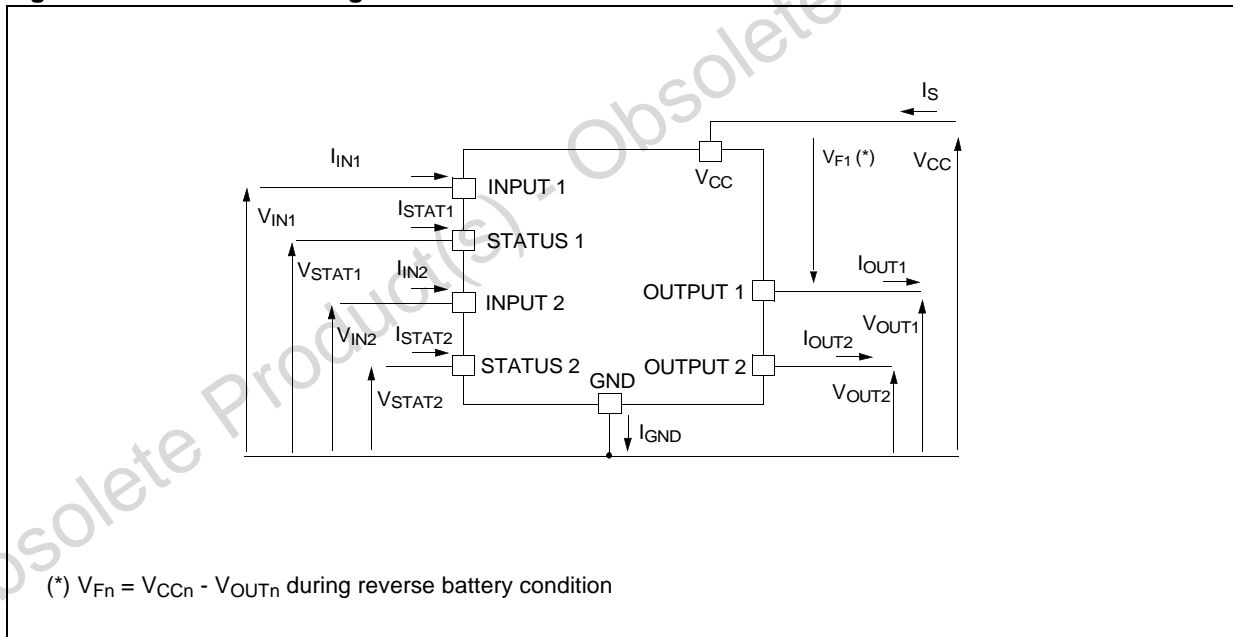 Obsolete Product(s) - Obsolete
IS
VF1 (*)
VCC
VCC
IIN1
INPUT 1
VIN1
ISTAT1
STATUS 1
VSTAT1
IIN2
INPUT 2
OUTPUT 1
IOUT1
VOUT1
VIN2
ISTAT2
STATUS 2
OUTPUT 2
IOUT2
VOUT2
VSTAT2
GND
IGND
(*) VFn = VCCn - VOUTn during reverse battery condition